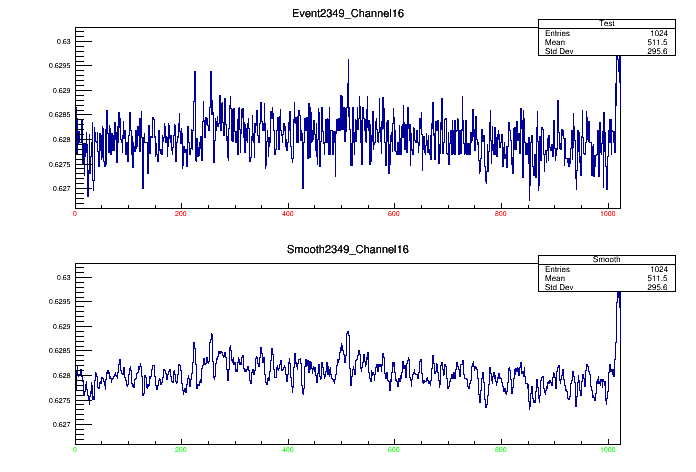 Event2349_Channel16
Test
Entries 1024
Mean 511.5
Std Dev 295.6
0.63
0.6295
0.629
0.6285
0.628
0.6275
0.627
0 200 400 600 800 1000
Smooth2349_Channel16
Smooth
Entries 1024
Mean 511.5
Std Dev 295.6
0.63
0.6295
0.629
0.6285
0.628
0.6275
0.627
0 200 400 600 800 1000